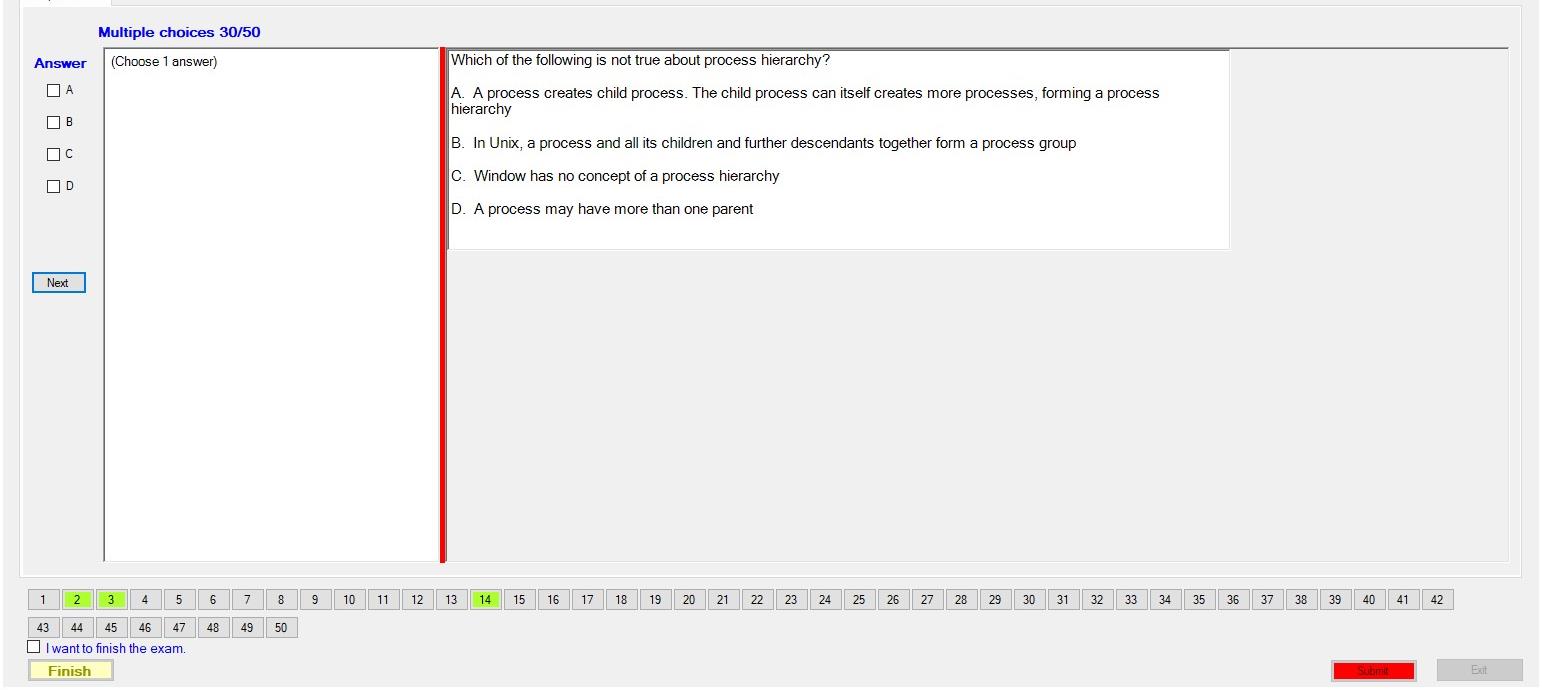 Multiple choices 30/50
Answer
(Choose 1 answer)
A
B
C
D
Next
Which of the following is not true about process hierarchy?
A. A process creates child process. The child process can itself creates more processes, forming a process
hierarchy
B. In Unix, a process and all its children and further descendants together form a process group
C. Window has no concept of a process hierarchy
D. A process may have more than one parent
1 2 3 4 5 6 7 8 9 10 11 12 13 14 15 16 17 18 19 20 21 22 23 24 25 26 27 28 29 30 31 32 33 34 35 36 37 38 39 40 41 42
43 44 45 46 47 48 49 50
I want to finish the exam.
Finish
Submit
Exit